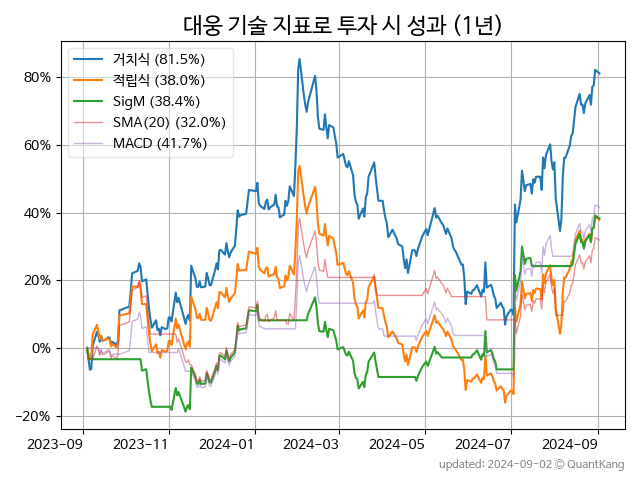 대웅 기술 지표로 투자 시 성과 (1년)
거치식 (81.5%)
적립식 (38.0%)
SigM (38.4%)
SMA(20) (32.0%)
MACD (41.7%)
80%
60%
40%
20%
0%
−20%
2023-09 2023-11 2024-01 2024-03 2024-05 2024-07 2024-09
updated: 2024-09-02 © QuantKang